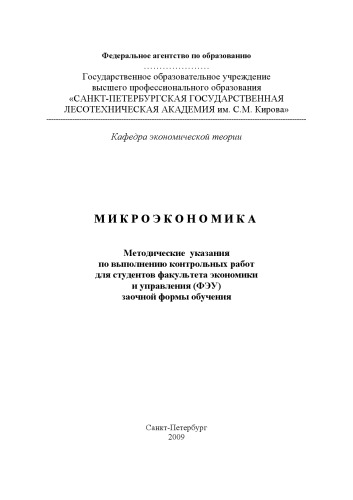 Федеральное агентство по образованию
………………….
Государственное образовательное учреждение
высшего профессионального образования
«САНКТ-ПЕТЕРБУРГСКАЯ ГОСУДАРСТВЕННАЯ
ЛЕСОТЕХНИЧЕСКАЯ АКАДЕМИЯ им. С.М. Кирова»
Кафедра экономической теории
МИКРОЭКОНОМИКА
Методические указания
по выполнению контрольных работ
для студентов факультета экономики
и управления (ФЭУ)
заочной формы обучения
Санкт-Петербург
2009